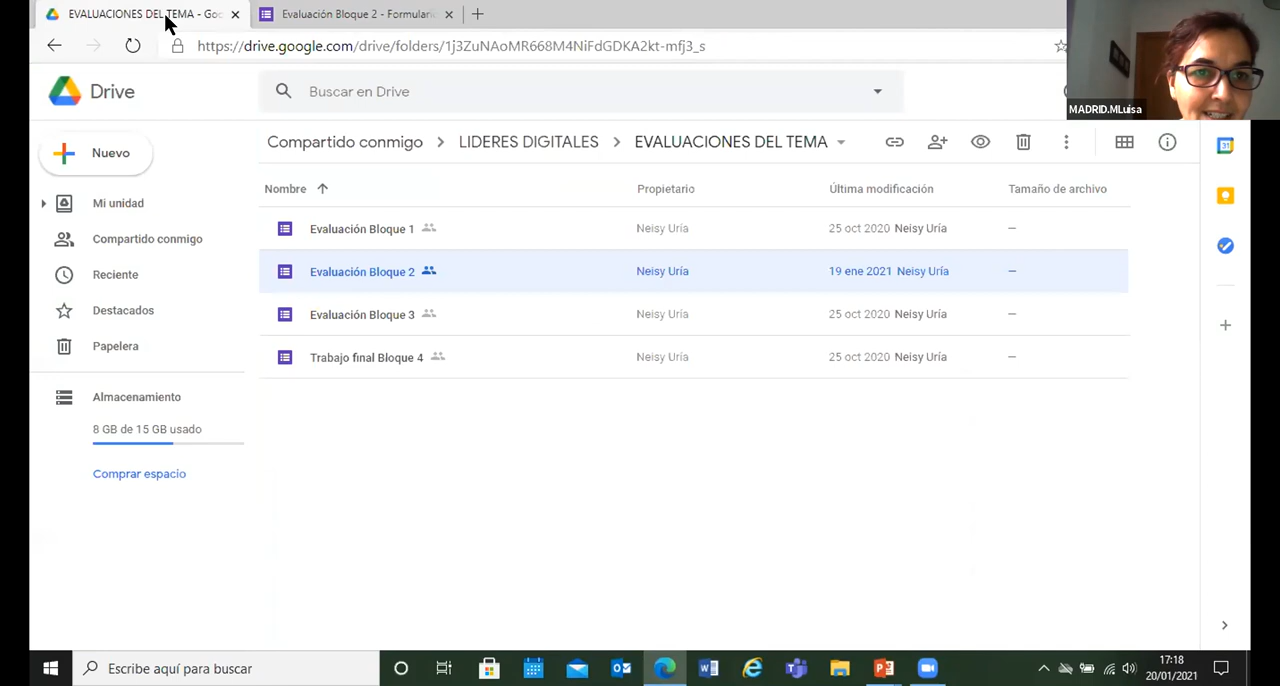 EVALUACIONES DEL TEMA - Goo
Evaluación Bloque 2 - Formulario
https://drive.google.com/drive/folders/1j3ZuNAoMR668M4NiFdGDKA2kt-mfj3_s
MADRID.MLuisa
Drive
Buscar en Drive
Nuevo
Compartido conmigo > LIDERES DIGITALES > EVALUACIONES DEL TEMA
Nombre Propietario Última modificación Tamaño de archivo
Mi unidad
Compartido conmigo
Reciente
Destacados
Papelera
Almacenamiento
8 GB de 15 GB usado
Comprar espacio
Evaluación Bloque 1 Neisy Uría 25 oct 2020 Neisy Uría —
Evaluación Bloque 2 Neisy Uría 19 ene 2021 Neisy Uría —
Evaluación Bloque 3 Neisy Uría 25 oct 2020 Neisy Uría —
Trabajo final Bloque 4 Neisy Uría 25 oct 2020 Neisy Uría —
31
Escribe aquí para buscar
17:18
20/01/2021